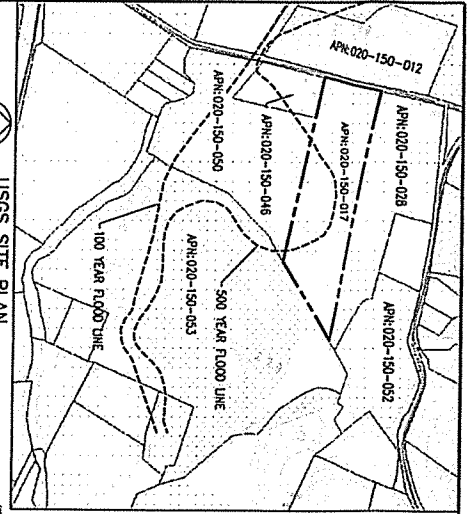 APN:020-150-012
APN:020-150-028
APN:020-150-017
APN:020-150-052
APN:020-150-046
APN:020-150-050
APN:020-150-053
500 YEAR FLOOD LINE
100 YEAR FLOOD LINE
USGS SITE PLAN